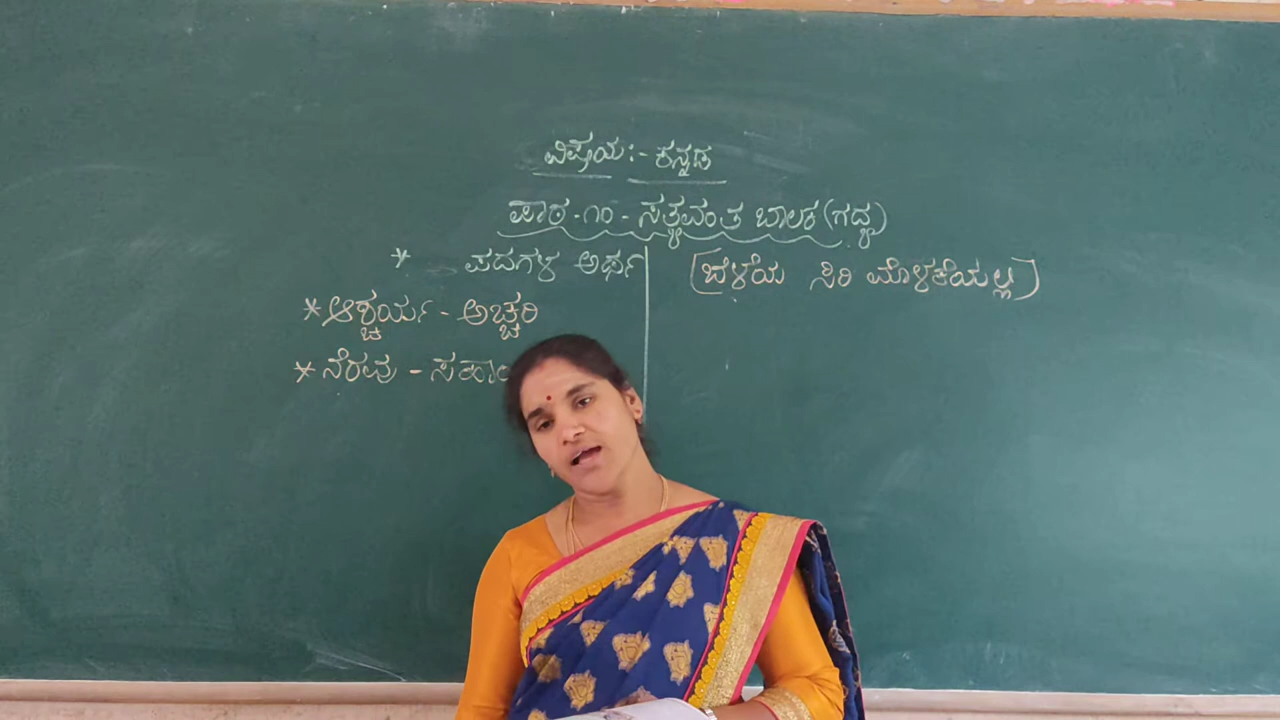 ವಿಷಯ:- ಕನ್ನಡ
ಪಾಠ-೧೦ - ಸತ್ಯವಂತ ಬಾಲಕ (ಗದ್ಯ)
* ಪದಗಳ ಅರ್ಥ
[ಬೆಳೆಯ ಸಿರಿ ಮೊಳಕೆಯಲ್ಲಿ]
* ಆಶ್ಚರ್ಯ - ಅಚ್ಚರಿ
* ನೆರವು -